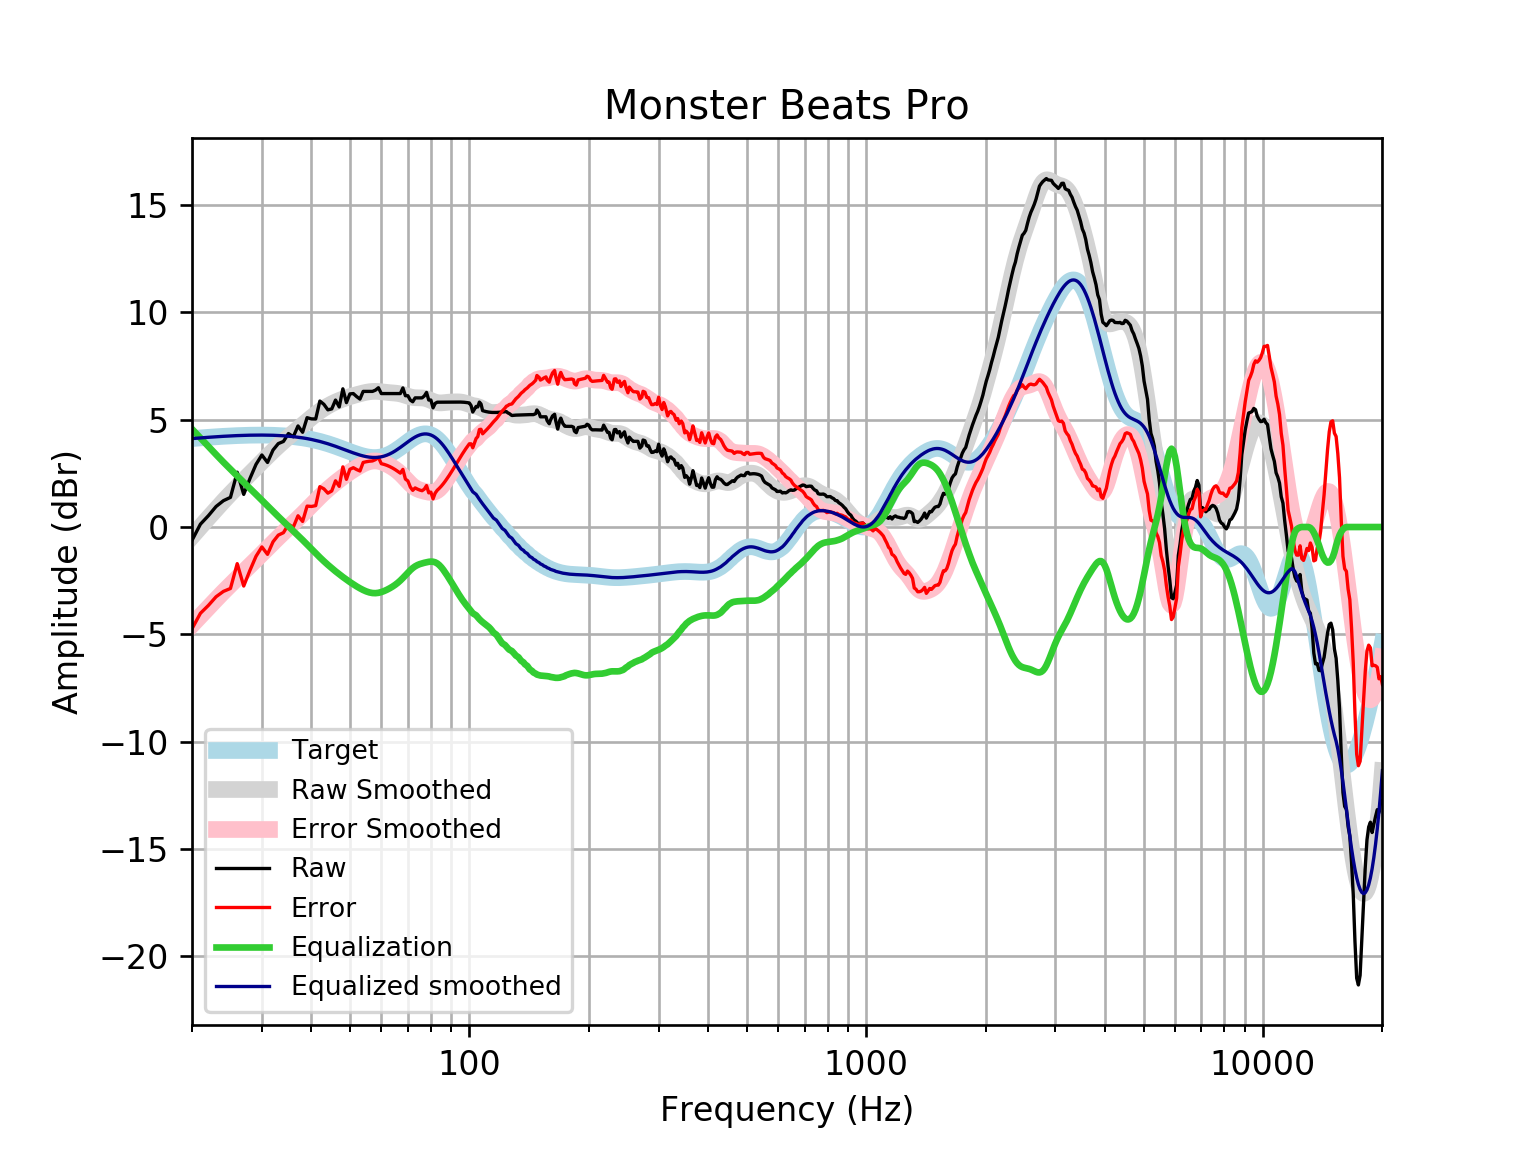 Monster Beats Pro
Amplitude (dBr)
15
10
5
0
−5
−10
−15
−20
Target
Raw Smoothed
Error Smoothed
Raw
Error
Equalization
Equalized smoothed
100
1000
10000
Frequency (Hz)